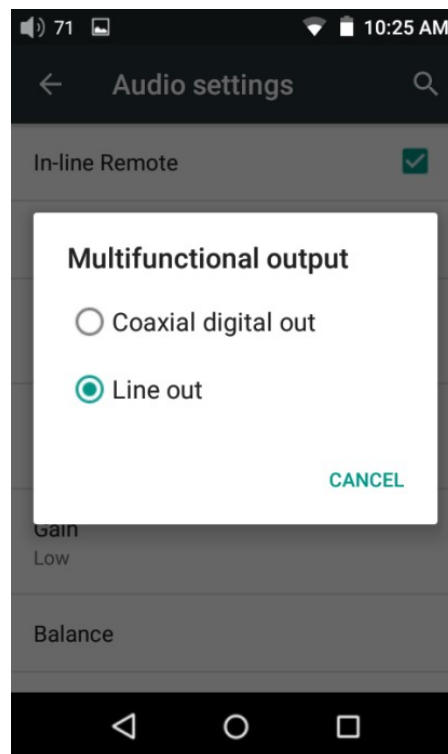 71 10:25 AM
Audio settings
In-line Remote
Multifunctional output
Coaxial digital out
Line out
CANCEL
Gain
Low
Balance